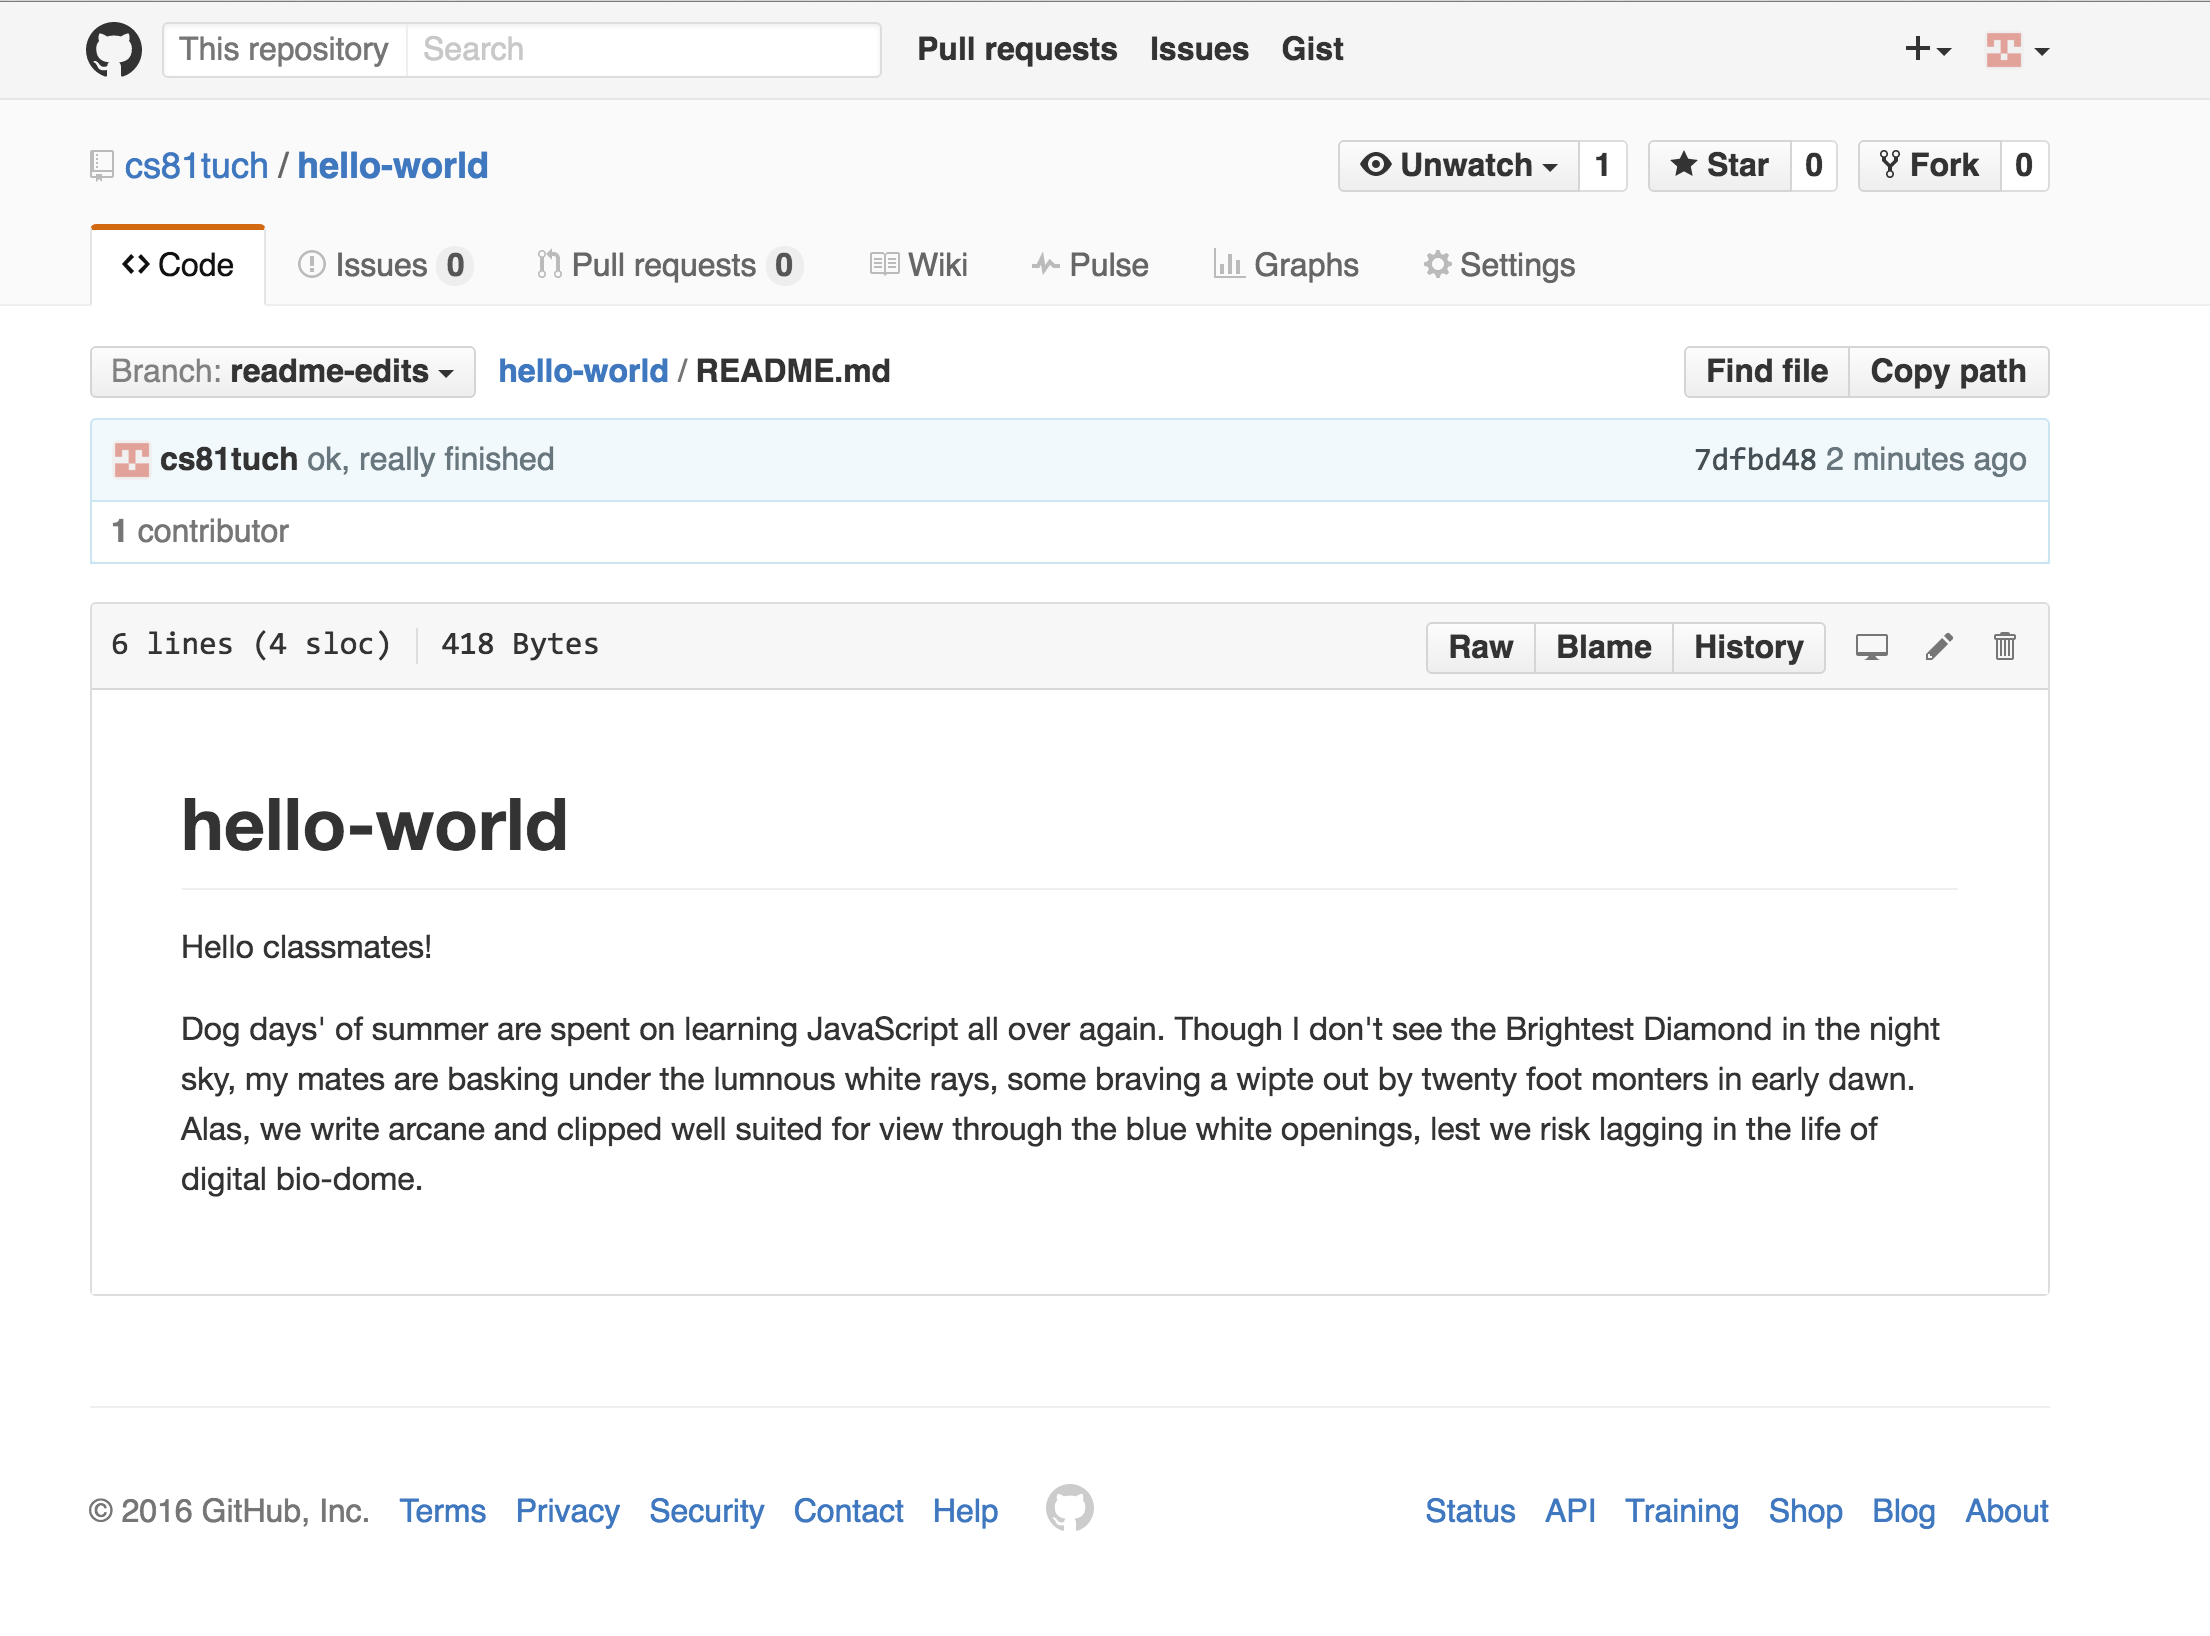 This repository Search Pull requests Issues Gist
cs81tuch / hello-world Unwatch 1 Star 0 Fork 0
Code Issues 0 Pull requests 0 Wiki Pulse Graphs Settings
Branch: readme-edits hello-world / README.md Find file Copy path
cs81tuch ok, really finished 7dfbd48 2 minutes ago
1 contributor
6 lines (4 sloc) 418 Bytes Raw Blame History
hello-world
Hello classmates!
Dog days' of summer are spent on learning JavaScript all over again. Though I don't see the Brightest Diamond in the night
sky, my mates are basking under the lumnous white rays, some braving a wipte out by twenty foot monters in early dawn.
Alas, we write arcane and clipped well suited for view through the blue white openings, lest we risk lagging in the life of
digital bio-dome.
© 2016 GitHub, Inc. Terms Privacy Security Contact Help Status API Training Shop Blog About